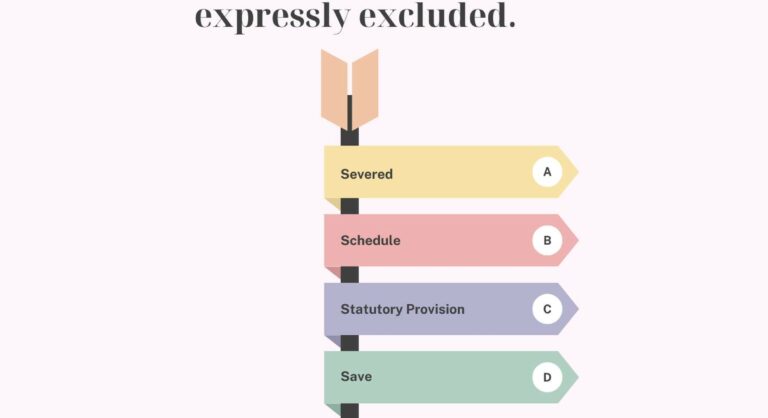 expressly excluded.
Severed A
Schedule B
Statutory Provision C
Save D